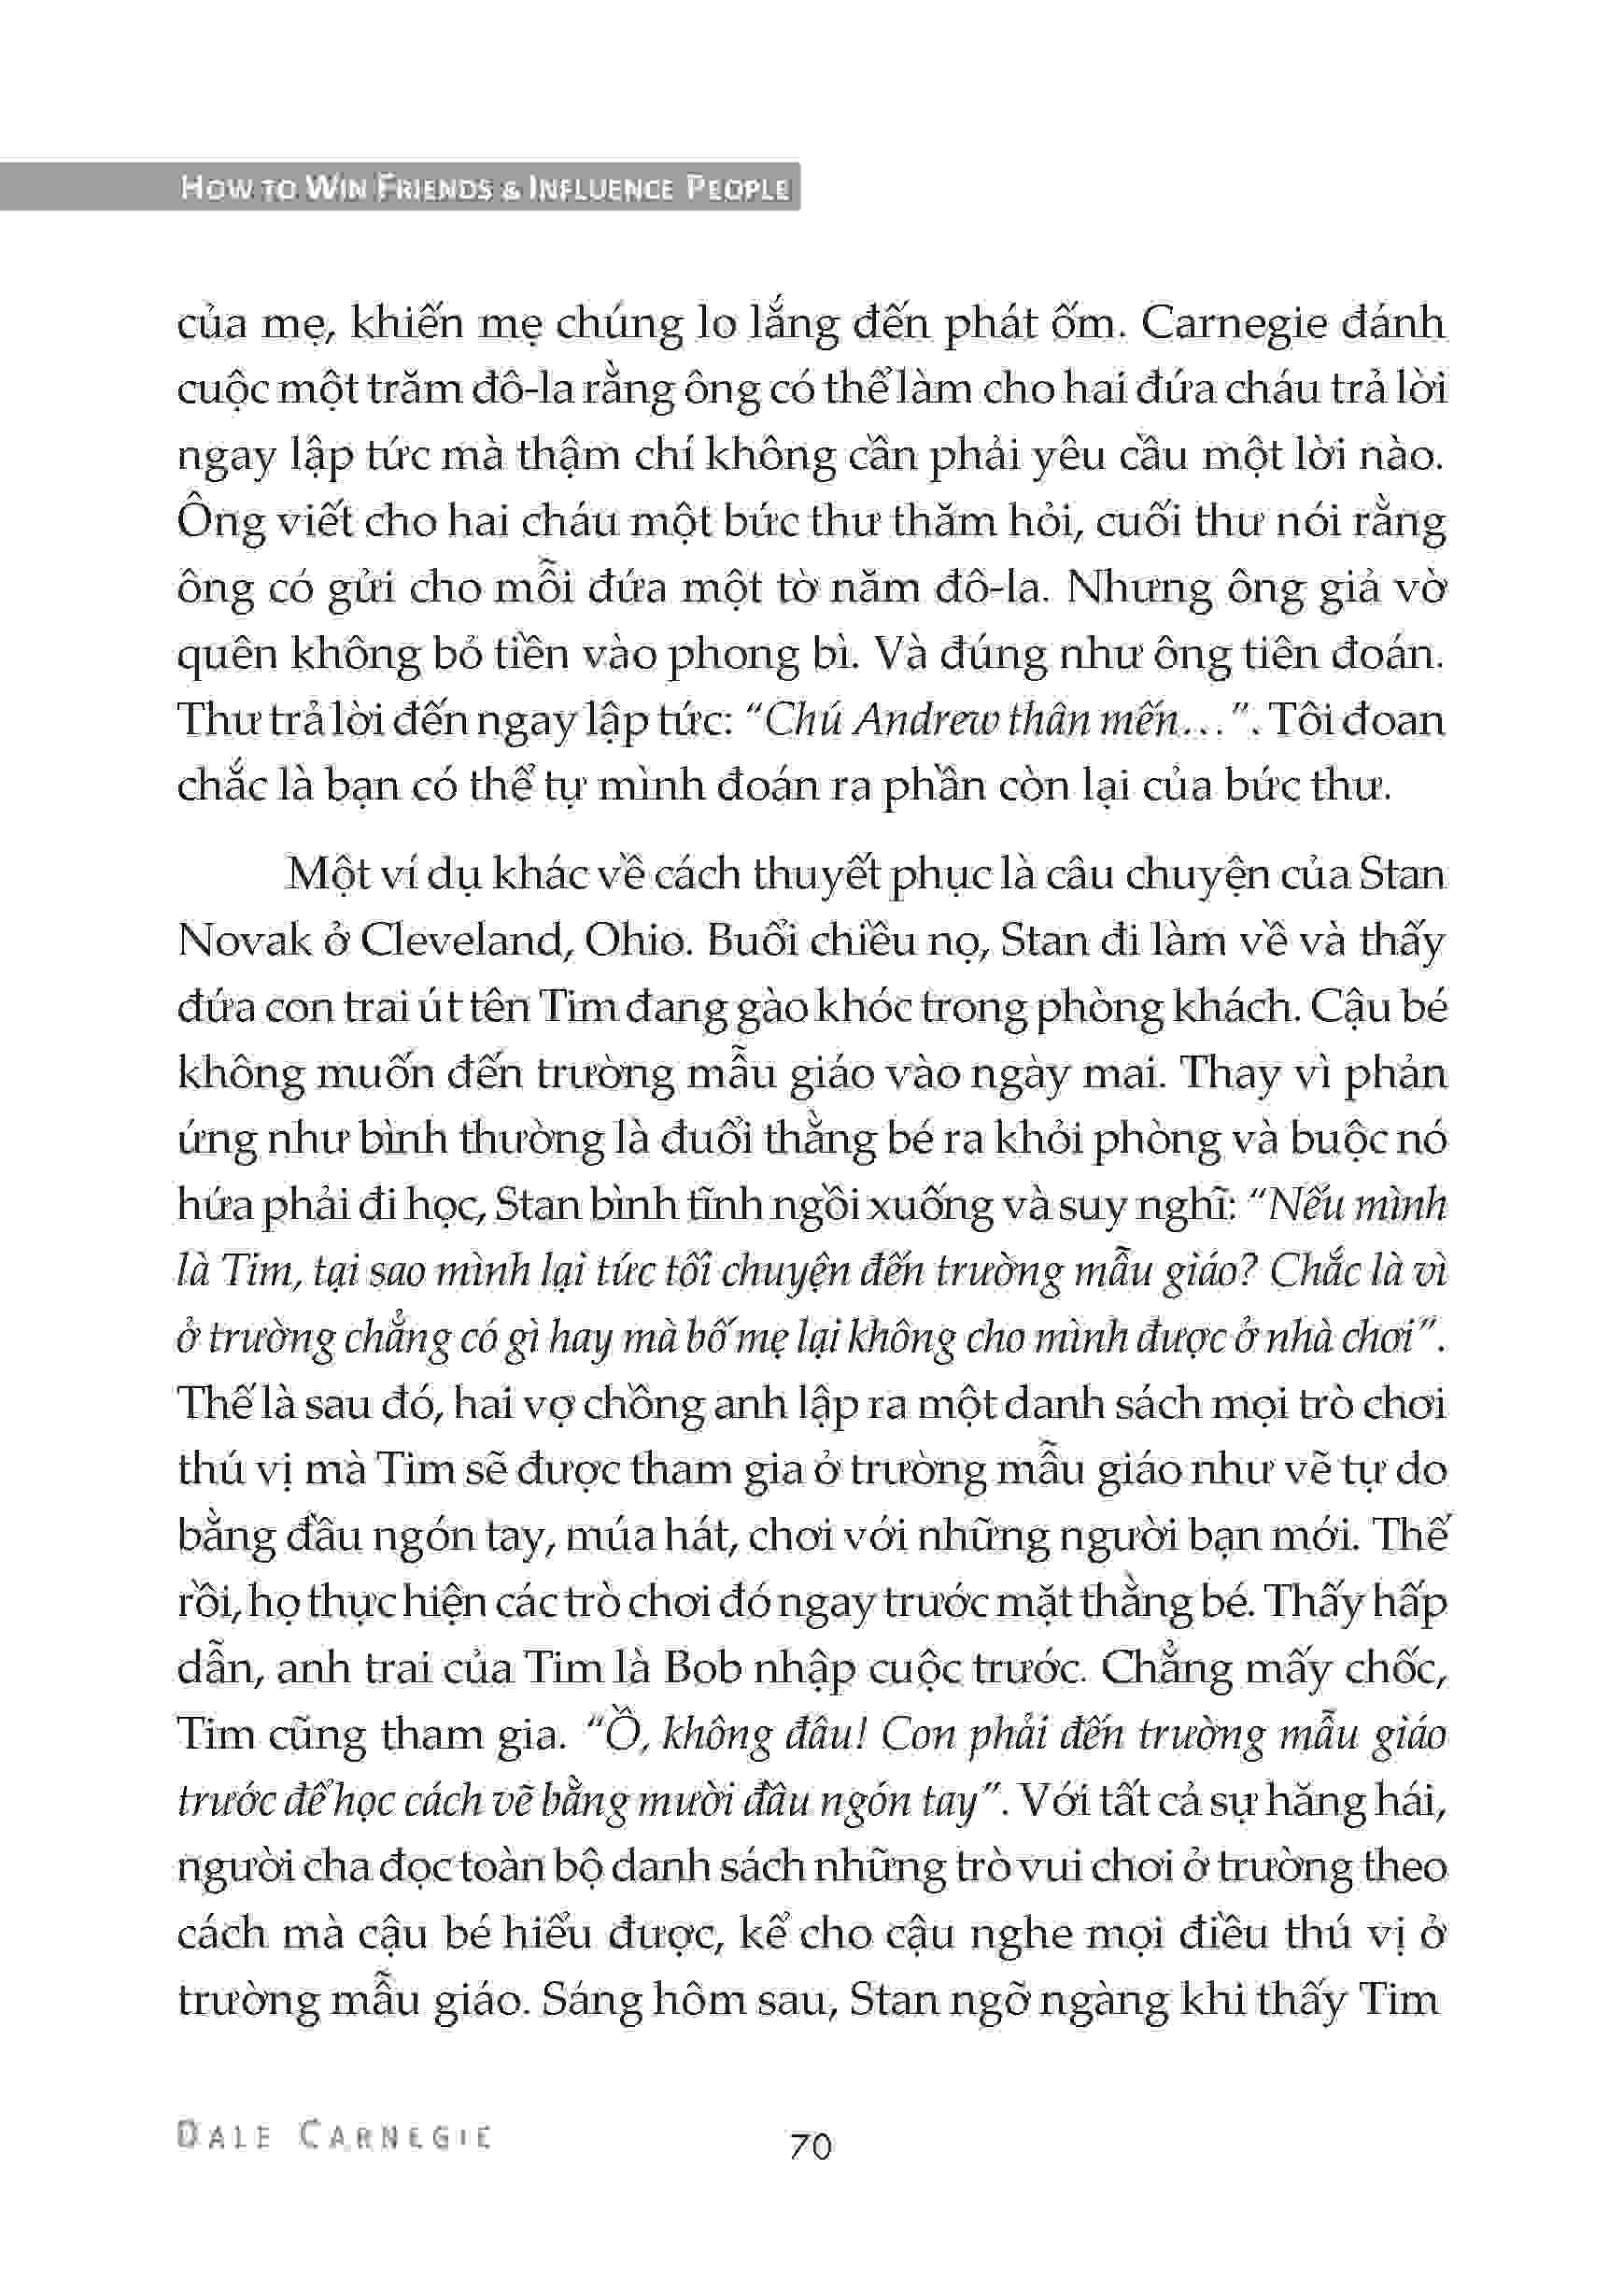 HOW TO WIN FRIENDS & INFLUENCE PEOPLE
của mẹ, khiến mẹ chúng lo lắng đến phát ốm. Carnegie đánh
cuộc một trăm đô-la rằng ông có thể làm cho hai đứa cháu trả lời
ngay lập tức mà thậm chí không cần phải yêu cầu một lời nào.
Ông viết cho hai cháu một bức thư thăm hỏi, cuối thư nói rằng
ông có gửi cho mỗi đứa một tờ năm đô-la. Nhưng ông giả vờ
quên không bỏ tiền vào phong bì. Và đúng như ông tiên đoán.
Thư trả lời đến ngay lập tức: “Chú Andrew thân mến…”. Tôi đoan
chắc là bạn có thể tự mình đoán ra phần còn lại của bức thư.
Một ví dụ khác về cách thuyết phục là câu chuyện của Stan
Novak ở Cleveland, Ohio. Buổi chiều nọ, Stan đi làm về và thấy
đứa con trai út tên Tim đang gào khóc trong phòng khách. Cậu bé
không muốn đến trường mẫu giáo vào ngày mai. Thay vì phản
ứng như bình thường là đuổi thằng bé ra khỏi phòng và buộc nó
hứa phải đi học, Stan bình tĩnh ngồi xuống và suy nghĩ: “Nếu mình
là Tim, tại sao mình lại tức tối chuyện đến trường mẫu giáo? Chắc là vì
ở trường chẳng có gì hay mà bố mẹ lại không cho mình được ở nhà chơi”.
Thế là sau đó, hai vợ chồng anh lập ra một danh sách mọi trò chơi
thú vị mà Tim sẽ được tham gia ở trường mẫu giáo như vẽ tự do
bằng đầu ngón tay, múa hát, chơi với những người bạn mới. Thế
rồi, họ thực hiện các trò chơi đó ngay trước mặt thằng bé. Thấy hấp
dẫn, anh trai của Tim là Bob nhập cuộc trước. Chẳng mấy chốc,
Tim cũng tham gia. “Ồ, không đâu! Con phải đến trường mẫu giáo
trước để học cách vẽ bằng mười đầu ngón tay”. Với tất cả sự hăng hái,
người cha đọc toàn bộ danh sách những trò vui chơi ở trường theo
cách mà cậu bé hiểu được, kể cho cậu nghe mọi điều thú vị ở
trường mẫu giáo. Sáng hôm sau, Stan ngỡ ngàng khi thấy Tim
DALE CARNEGIE
70